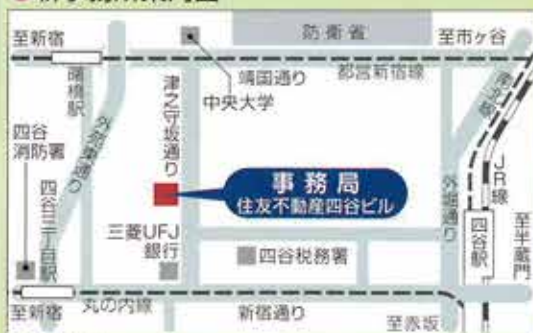 至新宿
防衛省
至市ヶ谷
曙橋駅
津之守坂通り
中央大学
靖国通り
都営新宿線
南北線
四谷
消防署
外苑東通り
事務局
住友不動産四谷ビル
外堀通り
JR線
四谷駅
至半蔵門
四谷三丁目駅
三菱UFJ
銀行
四谷税務署
至新宿
丸の内線
新宿通り
至赤坂